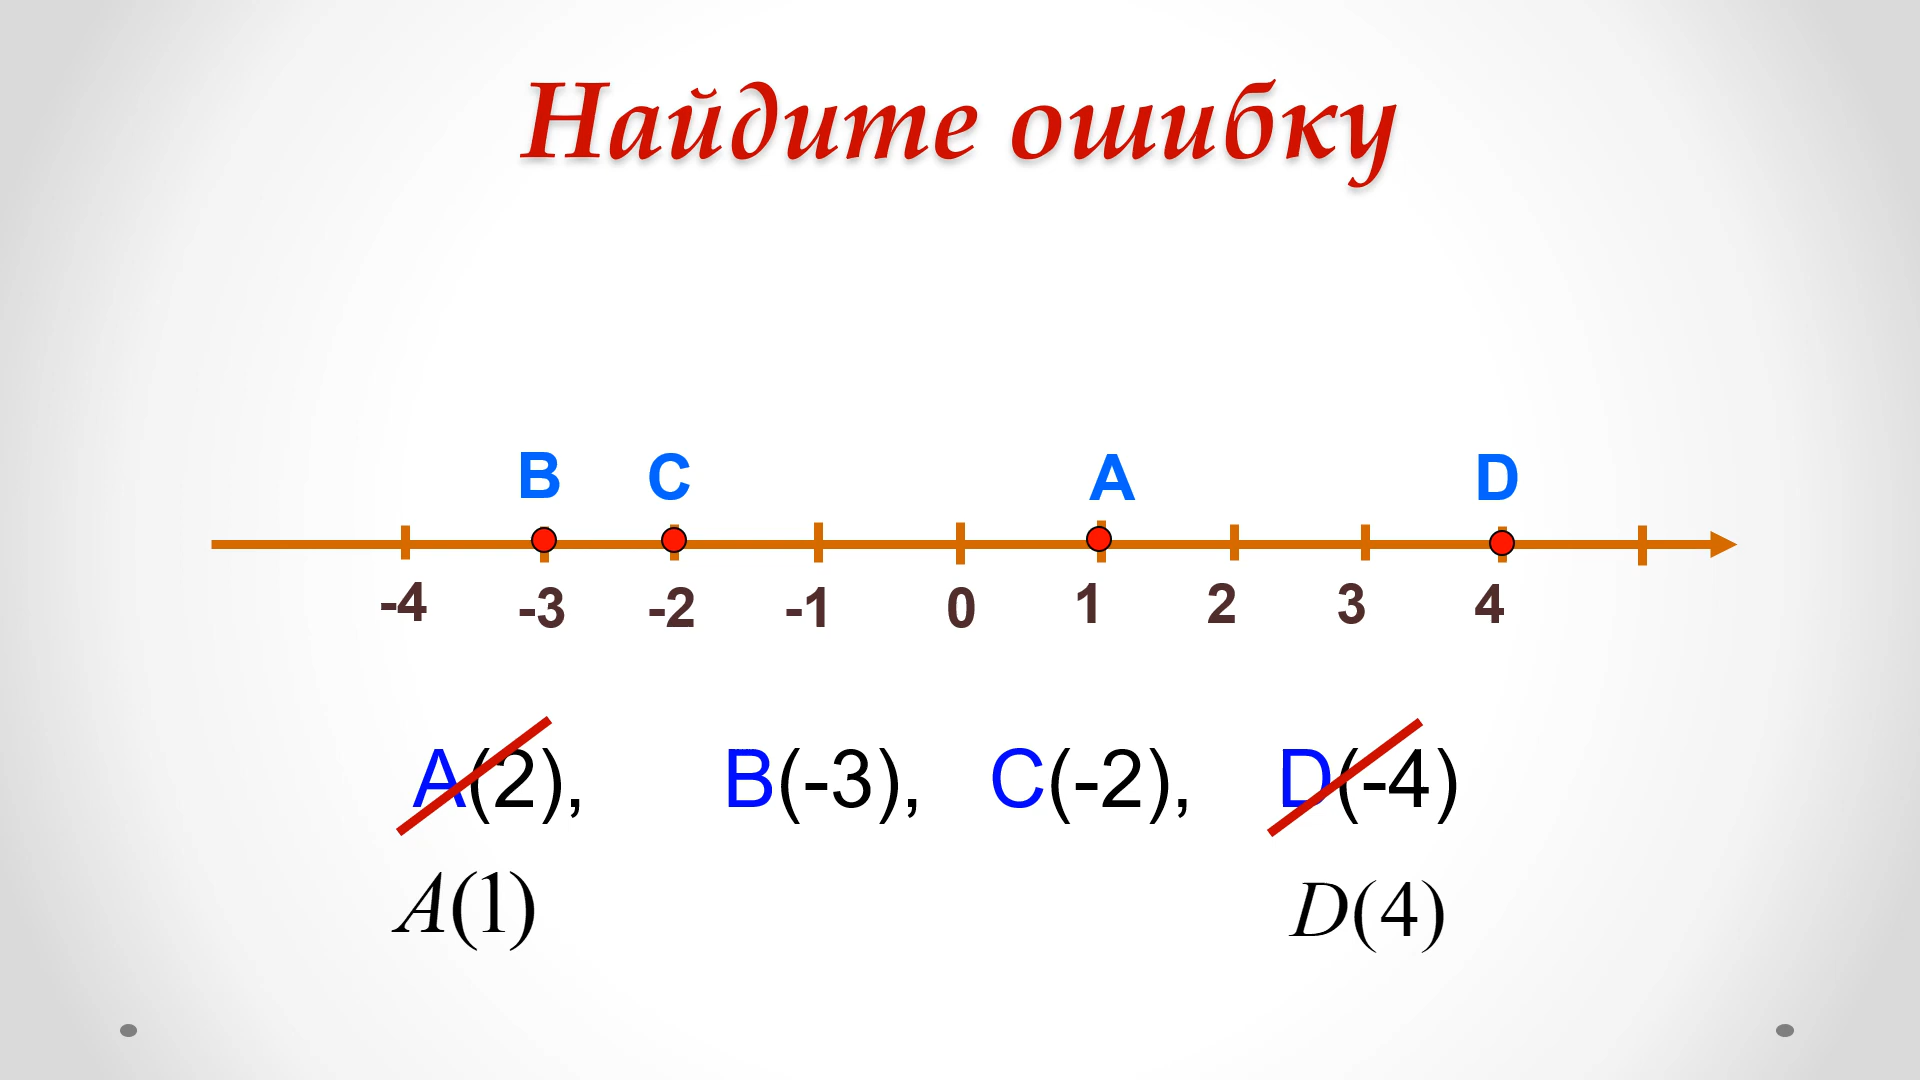 Найдите ошибку
B C A D
-4 -3 -2 -1 0 1 2 3 4
A(2), B(-3), C(-2), D(-4)
A(1) D(4)